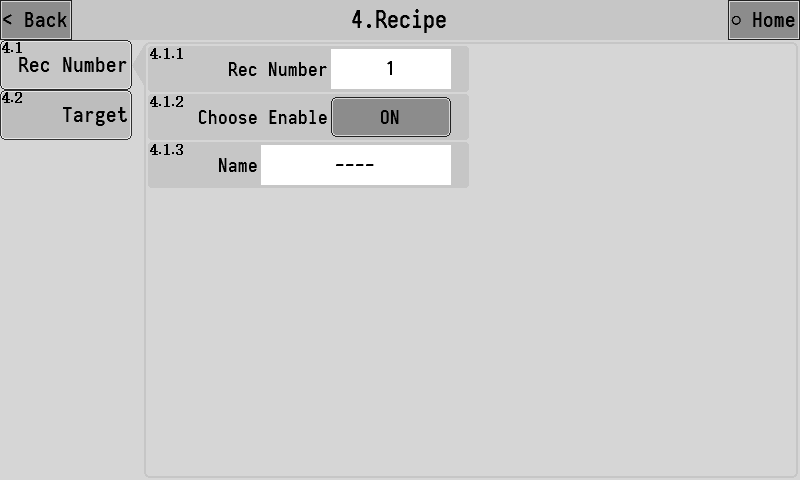 < Back
4.Recipe
○ Home
4.1
Rec Number
4.2
Target
4.1.1
Rec Number
1
4.1.2
Choose Enable
ON
4.1.3
Name
----